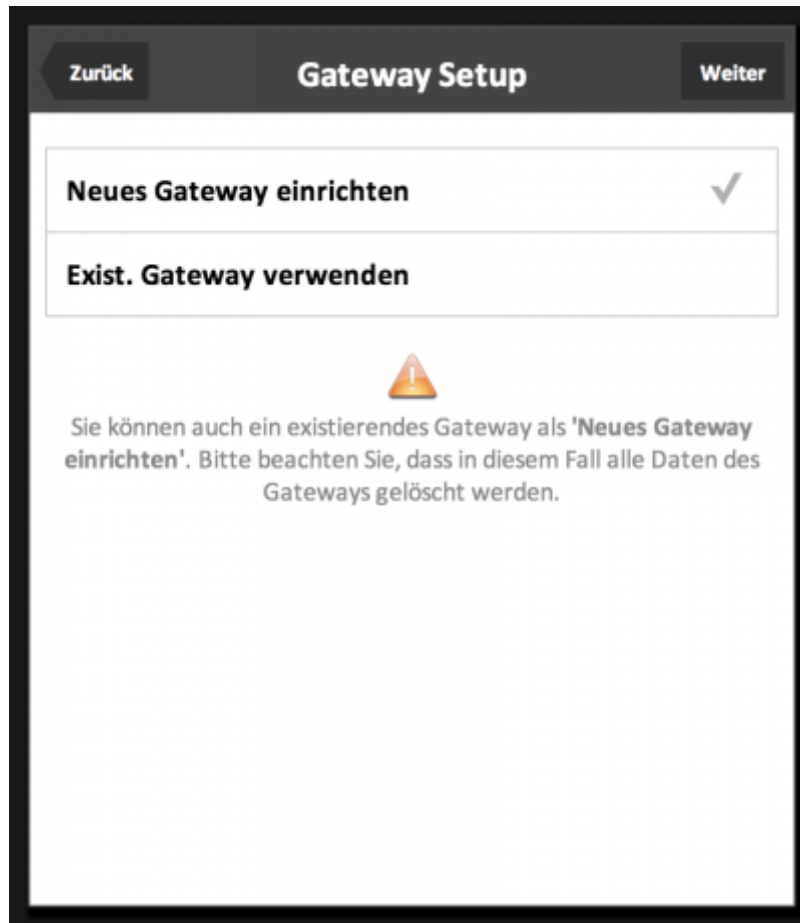 Zurück
Gateway Setup
Weiter
Neues Gateway einrichten
Exist. Gateway verwenden
Sie können auch ein existierendes Gateway als 'Neues Gateway
einrichten'. Bitte beachten Sie, dass in diesem Fall alle Daten des
Gateways gelöscht werden.